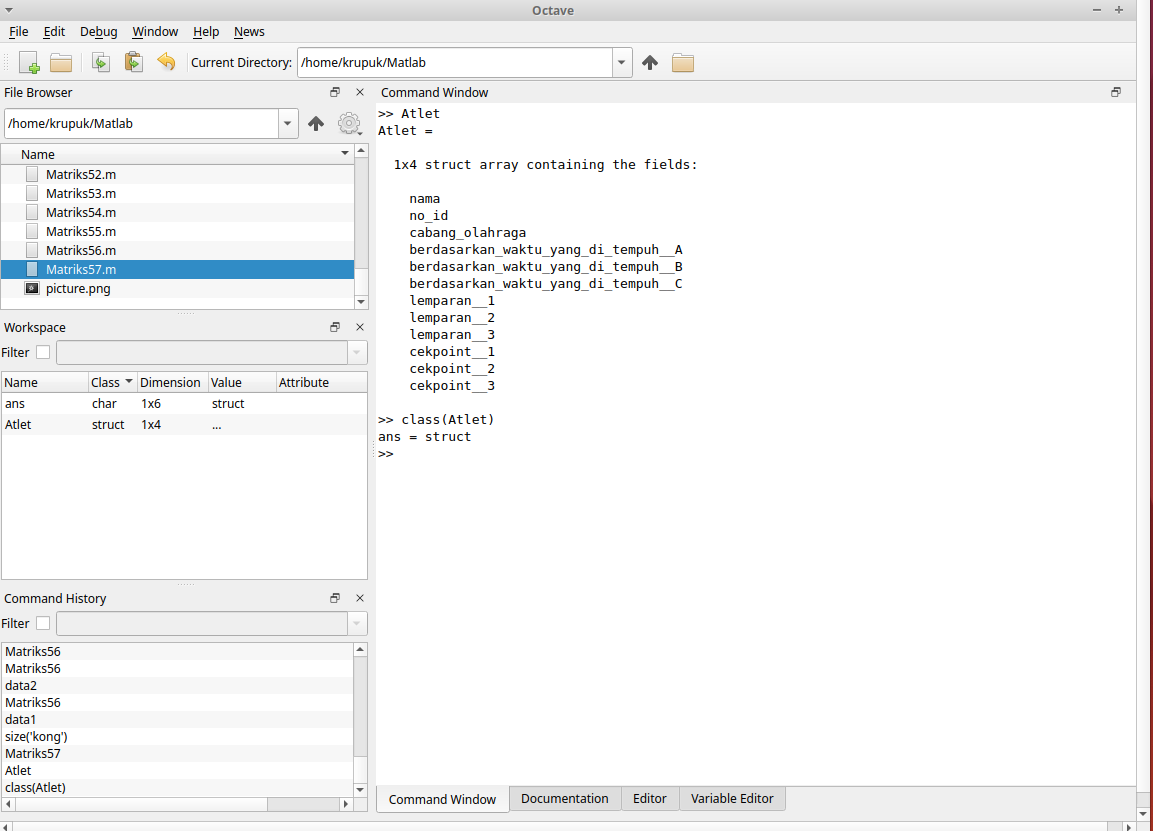 Octave
File Edit Debug Window Help News
Current Directory: /home/krupuk/Matlab
File Browser
/home/krupuk/Matlab
Name
Matriks52.m
Matriks53.m
Matriks54.m
Matriks55.m
Matriks56.m
Matriks57.m
picture.png
Workspace
Filter
Name Class Dimension Value Attribute
ans char 1x6 struct
Atlet struct 1x4 ...
Command History
Filter
Matriks56
Matriks56
data2
Matriks56
data1
size('kong')
Matriks57
Atlet
class(Atlet)
Command Window
>> Atlet
Atlet =
1x4 struct array containing the fields:
nama
no_id
cabang_olahraga
berdasarkan_waktu_yang_di_tempuh__A
berdasarkan_waktu_yang_di_tempuh__B
berdasarkan_waktu_yang_di_tempuh__C
lemparan__1
lemparan__2
lemparan__3
cekpoint__1
cekpoint__2
cekpoint__3
>> class(Atlet)
ans = struct
>>
Command Window Documentation Editor Variable Editor